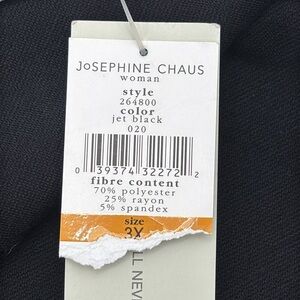 JoSEPHINE CHAUS
woman
style
264800
color
jet black
020
0 39374 32272 2
fibre content
70% polyester
25% rayon
5% spandex
size
3X